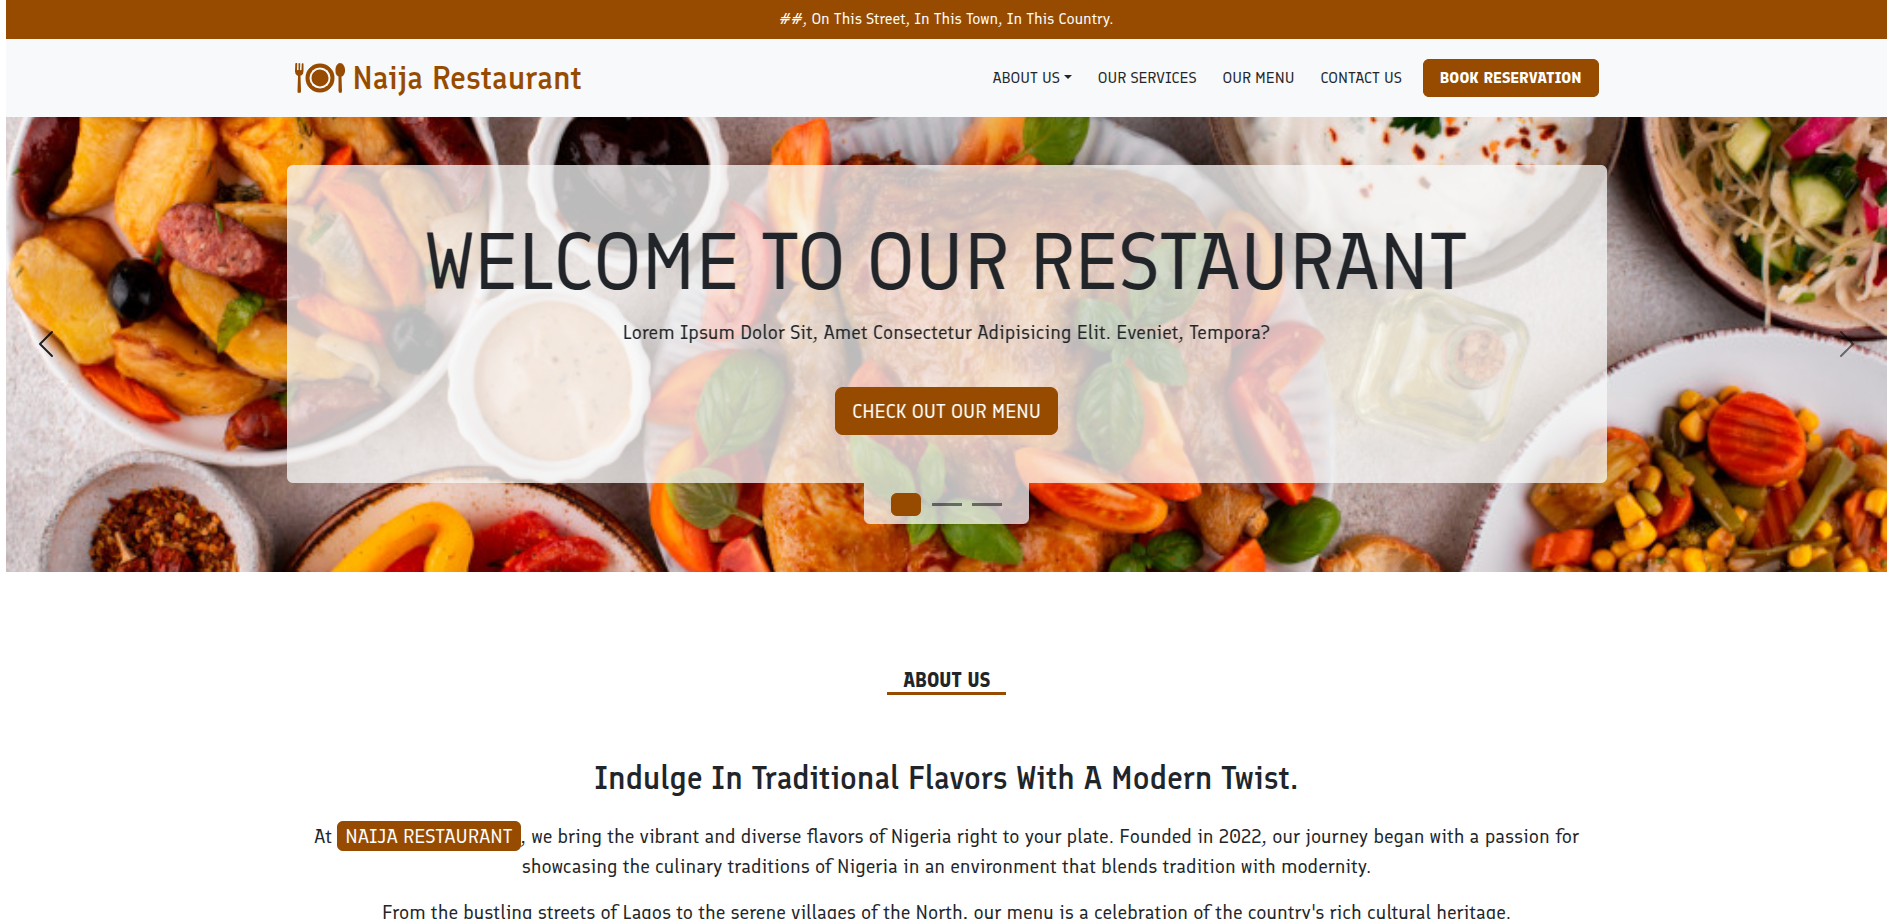 ##, On This Street, In This Town, In This Country.
Naija Restaurant
ABOUT US
OUR SERVICES
OUR MENU
CONTACT US
BOOK RESERVATION
WELCOME TO OUR RESTAURANT
Lorem Ipsum Dolor Sit, Amet Consectetur Adipisicing Elit. Eveniet, Tempora?
CHECK OUT OUR MENU
ABOUT US
Indulge In Traditional Flavors With A Modern Twist.
At NAIJA RESTAURANT, we bring the vibrant and diverse flavors of Nigeria right to your plate. Founded in 2022, our journey began with a passion for
showcasing the culinary traditions of Nigeria in an environment that blends tradition with modernity.
From the bustling streets of Lagos to the serene villages of the North, our menu is a celebration of the country's rich cultural heritage.